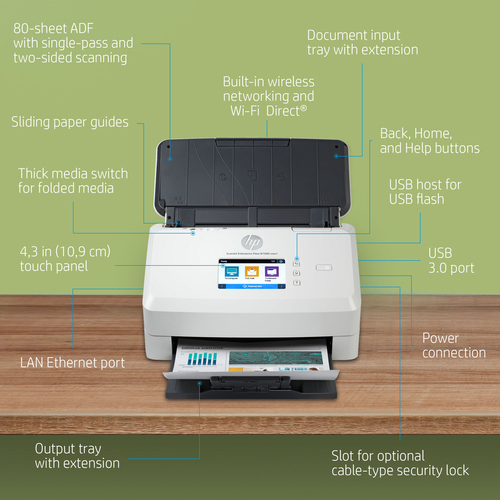 80-sheet ADF
with single-pass and
two-sided scanning
Document input
tray with extension
Built-in wireless
networking and
Wi-Fi Direct®
Sliding paper guides
Back, Home,
and Help buttons
Thick media switch
for folded media
USB host for
USB flash
hp
4,3 in (10,9 cm)
touch panel
USB
3.0 port
Power
connection
LAN Ethernet port
Output tray
with extension
Slot for optional
cable-type security lock